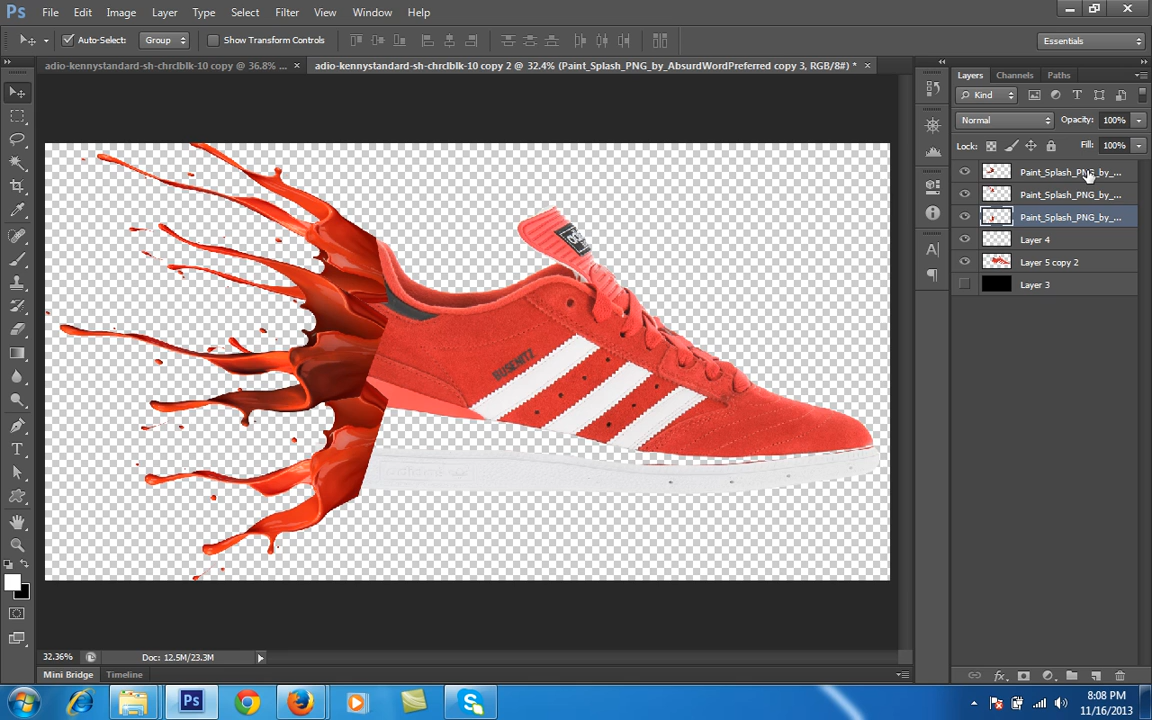 Ps File Edit Image Layer Type Select Filter View Window Help
Auto-Select: Group Show Transform Controls Essentials
adio-kennystandard-sh-chrclblk-10 copy @ 36.8% ... × adio-kennystandard-sh-chrclblk-10 copy 2 @ 32.4% (Paint_Splash_PNG_by_AbsurdWordPreferred copy 3, RGB/8#) * ×
Layers Channels Paths
Kind
Normal Opacity: 100%
Lock: Fill: 100%
Paint_Splash_PNG_by_...
Paint_Splash_PNG_by_...
Paint_Splash_PNG_by_...
Layer 4
Layer 5 copy 2
Layer 3
BUSENITZ
32.36% Doc: 12.5M/23.3M
Mini Bridge Timeline
8:08 PM
11/16/2013